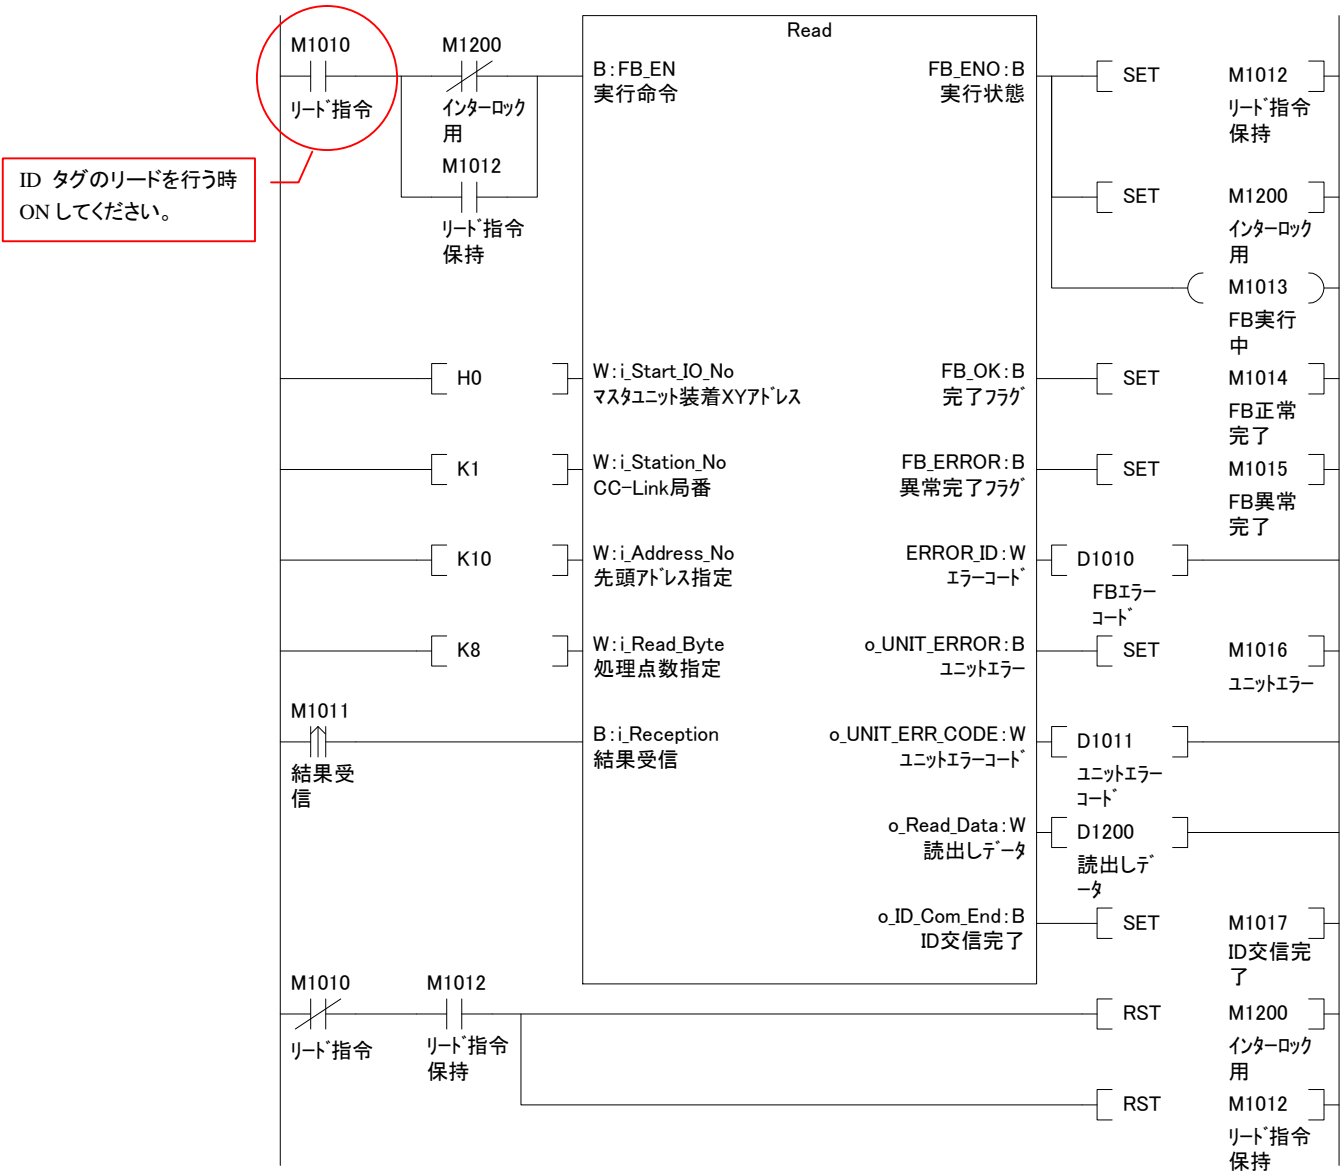 Read
M1010
リード指令
M1200
インターロック
用
M1012
リード指令
保持
ID タグのリードを行う時
ON してください。
B:FB_EN
実行命令
FB_ENO:B
実行状態
SET M1012
リード指令
保持
SET M1200
インターロック
用
M1013
FB実行
中
H0
W:i_Start_IO_No
マスタユニット装着XYアドレス
FB_OK:B
完了フラグ
SET M1014
FB正常
完了
K1
W:i_Station_No
CC-Link局番
FB_ERROR:B
異常完了フラグ
SET M1015
FB異常
完了
K10
W:i_Address_No
先頭アドレス指定
ERROR_ID:W
エラーコード
D1010
FBエラー
コード
K8
W:i_Read_Byte
処理点数指定
o_UNIT_ERROR:B
ユニットエラー
SET M1016
ユニットエラー
M1011
結果受
信
B:i_Reception
結果受信
o_UNIT_ERR_CODE:W
ユニットエラーコード
D1011
ユニットエラー
コード
o_Read_Data:W
読出しデータ
D1200
読出しデ
ータ
o_ID_Com_End:B
ID交信完了
SET M1017
ID交信完
了
M1010
リード指令
M1012
リード指令
保持
RST M1200
インターロック
用
RST M1012
リード指令
保持